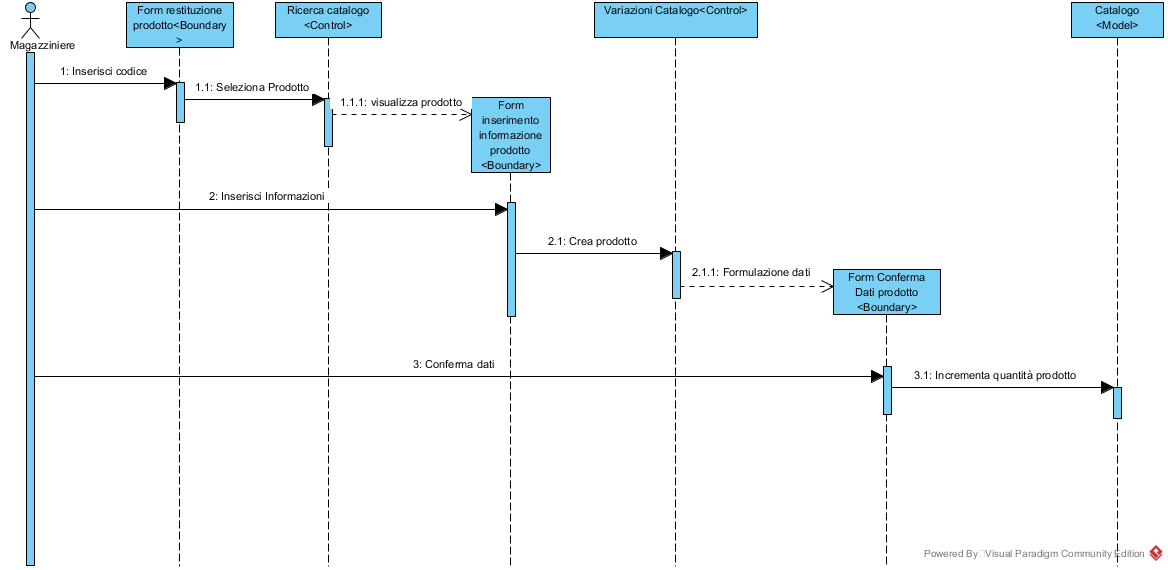 Magazziniere
Form restituzione
prodotto<Boundary
>
Ricerca catalogo
<Control>
Variazioni Catalogo<Control>
Catalogo
<Model>
1: Inserisci codice
1.1: Seleziona Prodotto
1.1.1: visualizza prodotto
Form
inserimento
informazione
prodotto
<Boundary>
2: Inserisci Informazioni
2.1: Crea prodotto
2.1.1: Formulazione dati
Form Conferma
Dati prodotto
<Boundary>
3: Conferma dati
3.1: Incrementa quantità prodotto
Powered By Visual Paradigm Community Edition